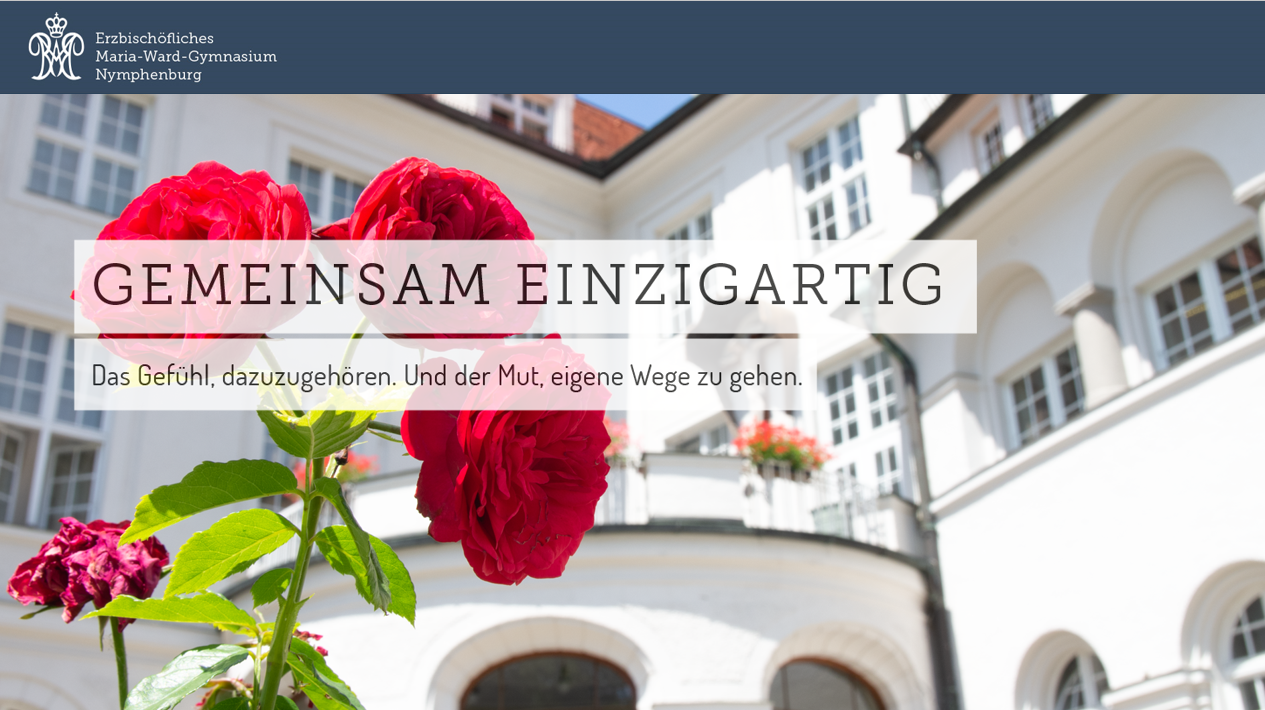 Erzbischöfliches
Maria-Ward-Gymnasium
Nymphenburg
GEMEINSAM EINZIGARTIG
Das Gefühl, dazuzugehören. Und der Mut, eigene Wege zu gehen.